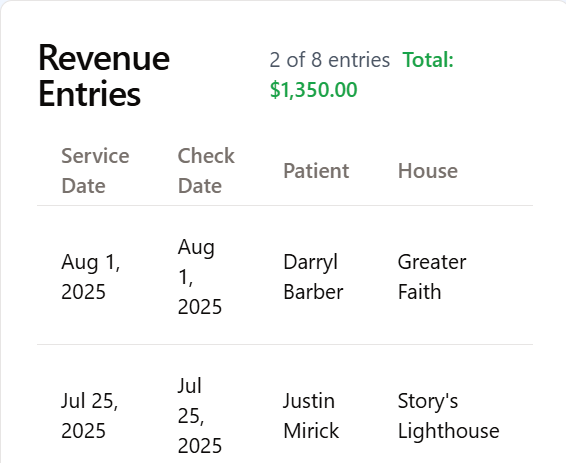 Revenue Entries
2 of 8 entries Total: $1,350.00
Service Date Check Date Patient House
Aug 1, 2025 Aug 1, 2025 Darryl Barber Greater Faith
Jul 25, 2025 Jul 25, 2025 Justin Mirick Story's Lighthouse